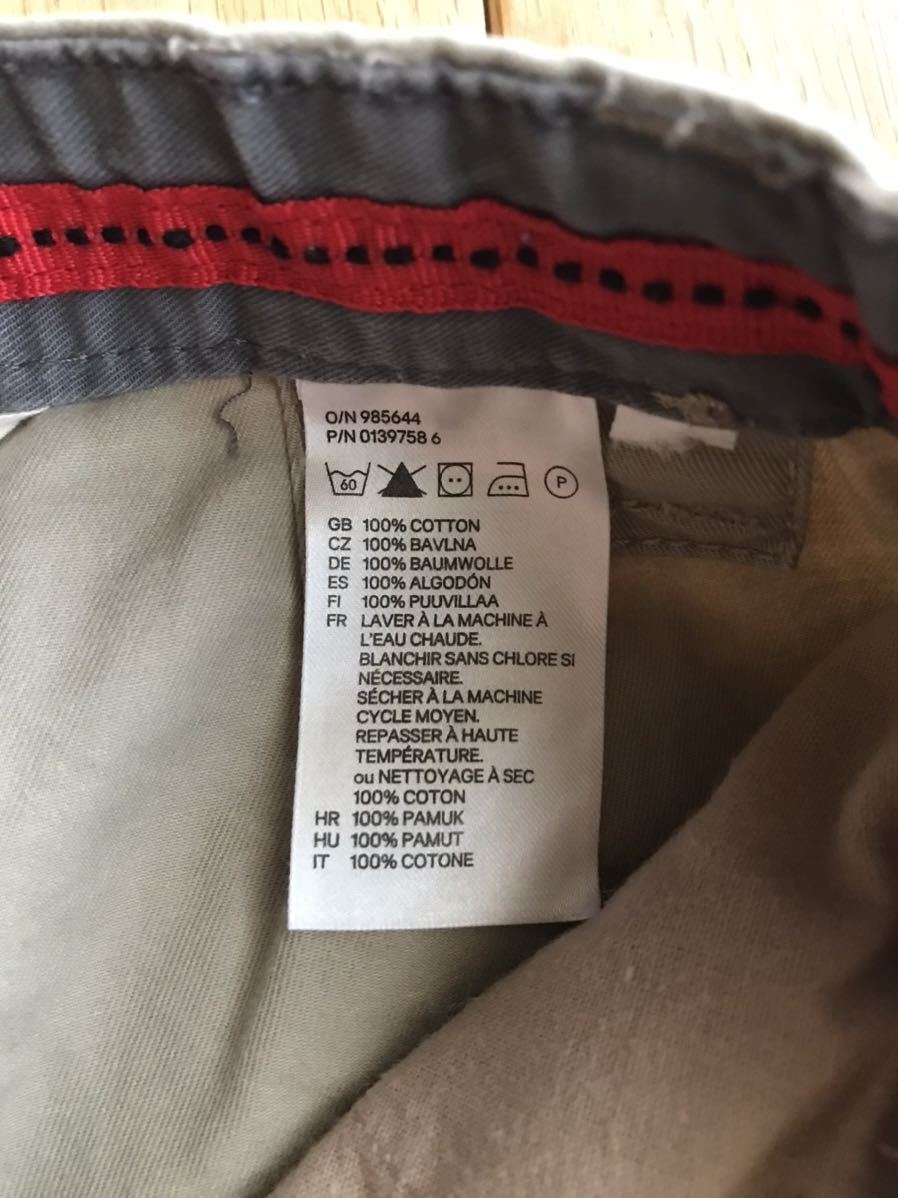 O/N 985644
P/N 0139758 6
60 P
GB 100% COTTON
CZ 100% BAVLNA
DE 100% BAUMWOLLE
ES 100% ALGODÓN
FI 100% PUUVILLAA
FR LAVER À LA MACHINE À
L'EAU CHAUDE.
BLANCHIR SANS CHLORE SI
NÉCESSAIRE.
SÉCHER À LA MACHINE
CYCLE MOYEN.
REPASSER À HAUTE
TEMPÉRATURE.
ou NETTOYAGE À SEC
100% COTON
HR 100% PAMUK
HU 100% PAMUT
IT 100% COTONE